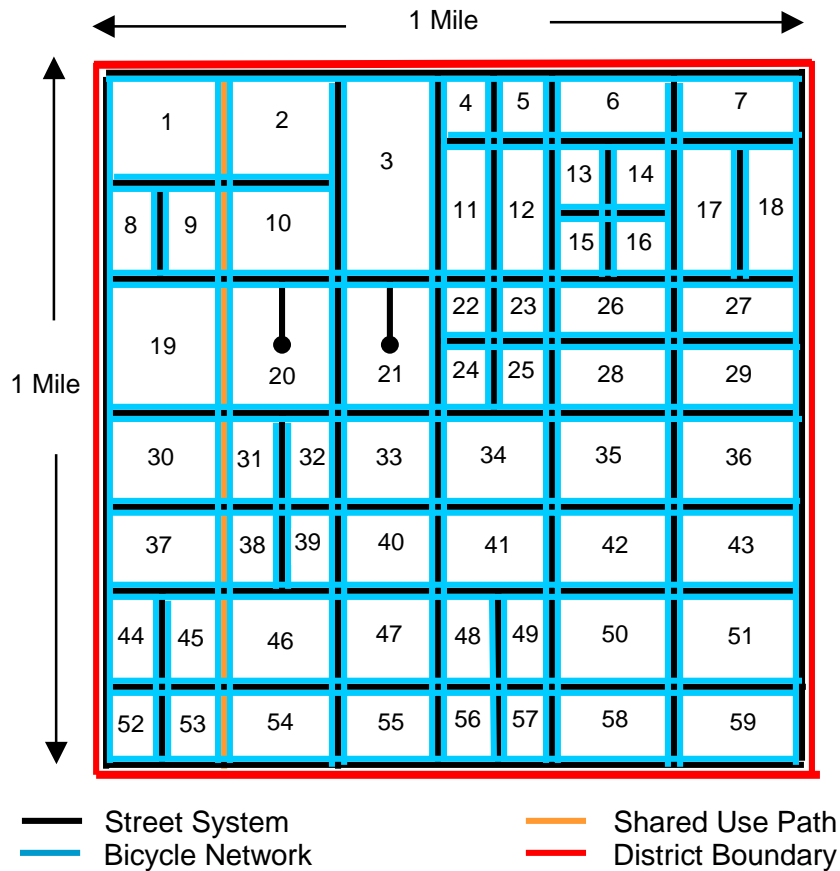 1 Mile
1 2 3 4 5 6 7
8 9 10 11 12 13 14 17 18
15 16
19 20 21 22 23 26 27
1 Mile
24 25 28 29
30 31 32 33 34 35 36
37 38 39 40 41 42 43
44 45 46 47 48 49 50 51
52 53 54 55 56 57 58 59
Street System
Shared Use Path
Bicycle Network
District Boundary